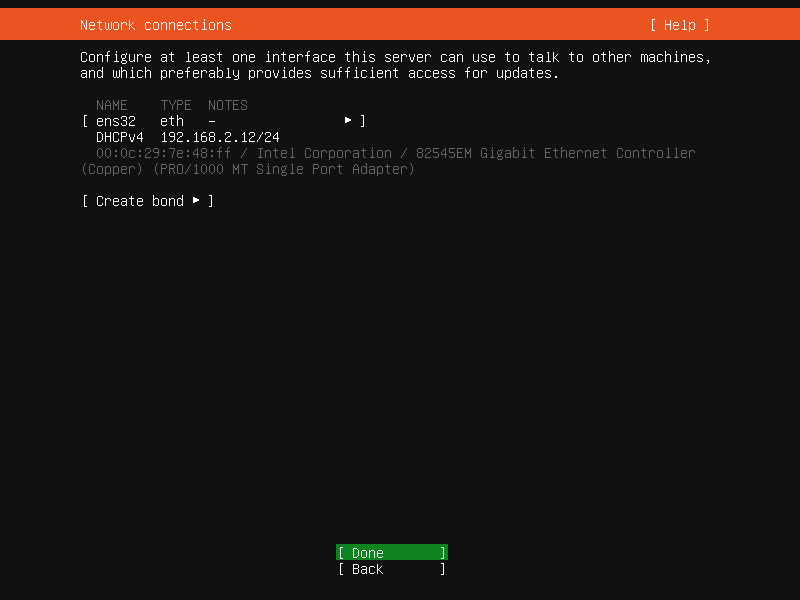 Network connections [ Help ]
Configure at least one interface this server can use to talk to other machines,
and which preferably provides sufficient access for updates.
NAME TYPE NOTES
[ ens32 eth – ▸ ]
DHCPv4 192.168.2.12/24
00:0c:29:7e:48:ff / Intel Corporation / 82545EM Gigabit Ethernet Controller
(Copper) (PRO/1000 MT Single Port Adapter)
[ Create bond ▸ ]
[ Done ]
[ Back ]